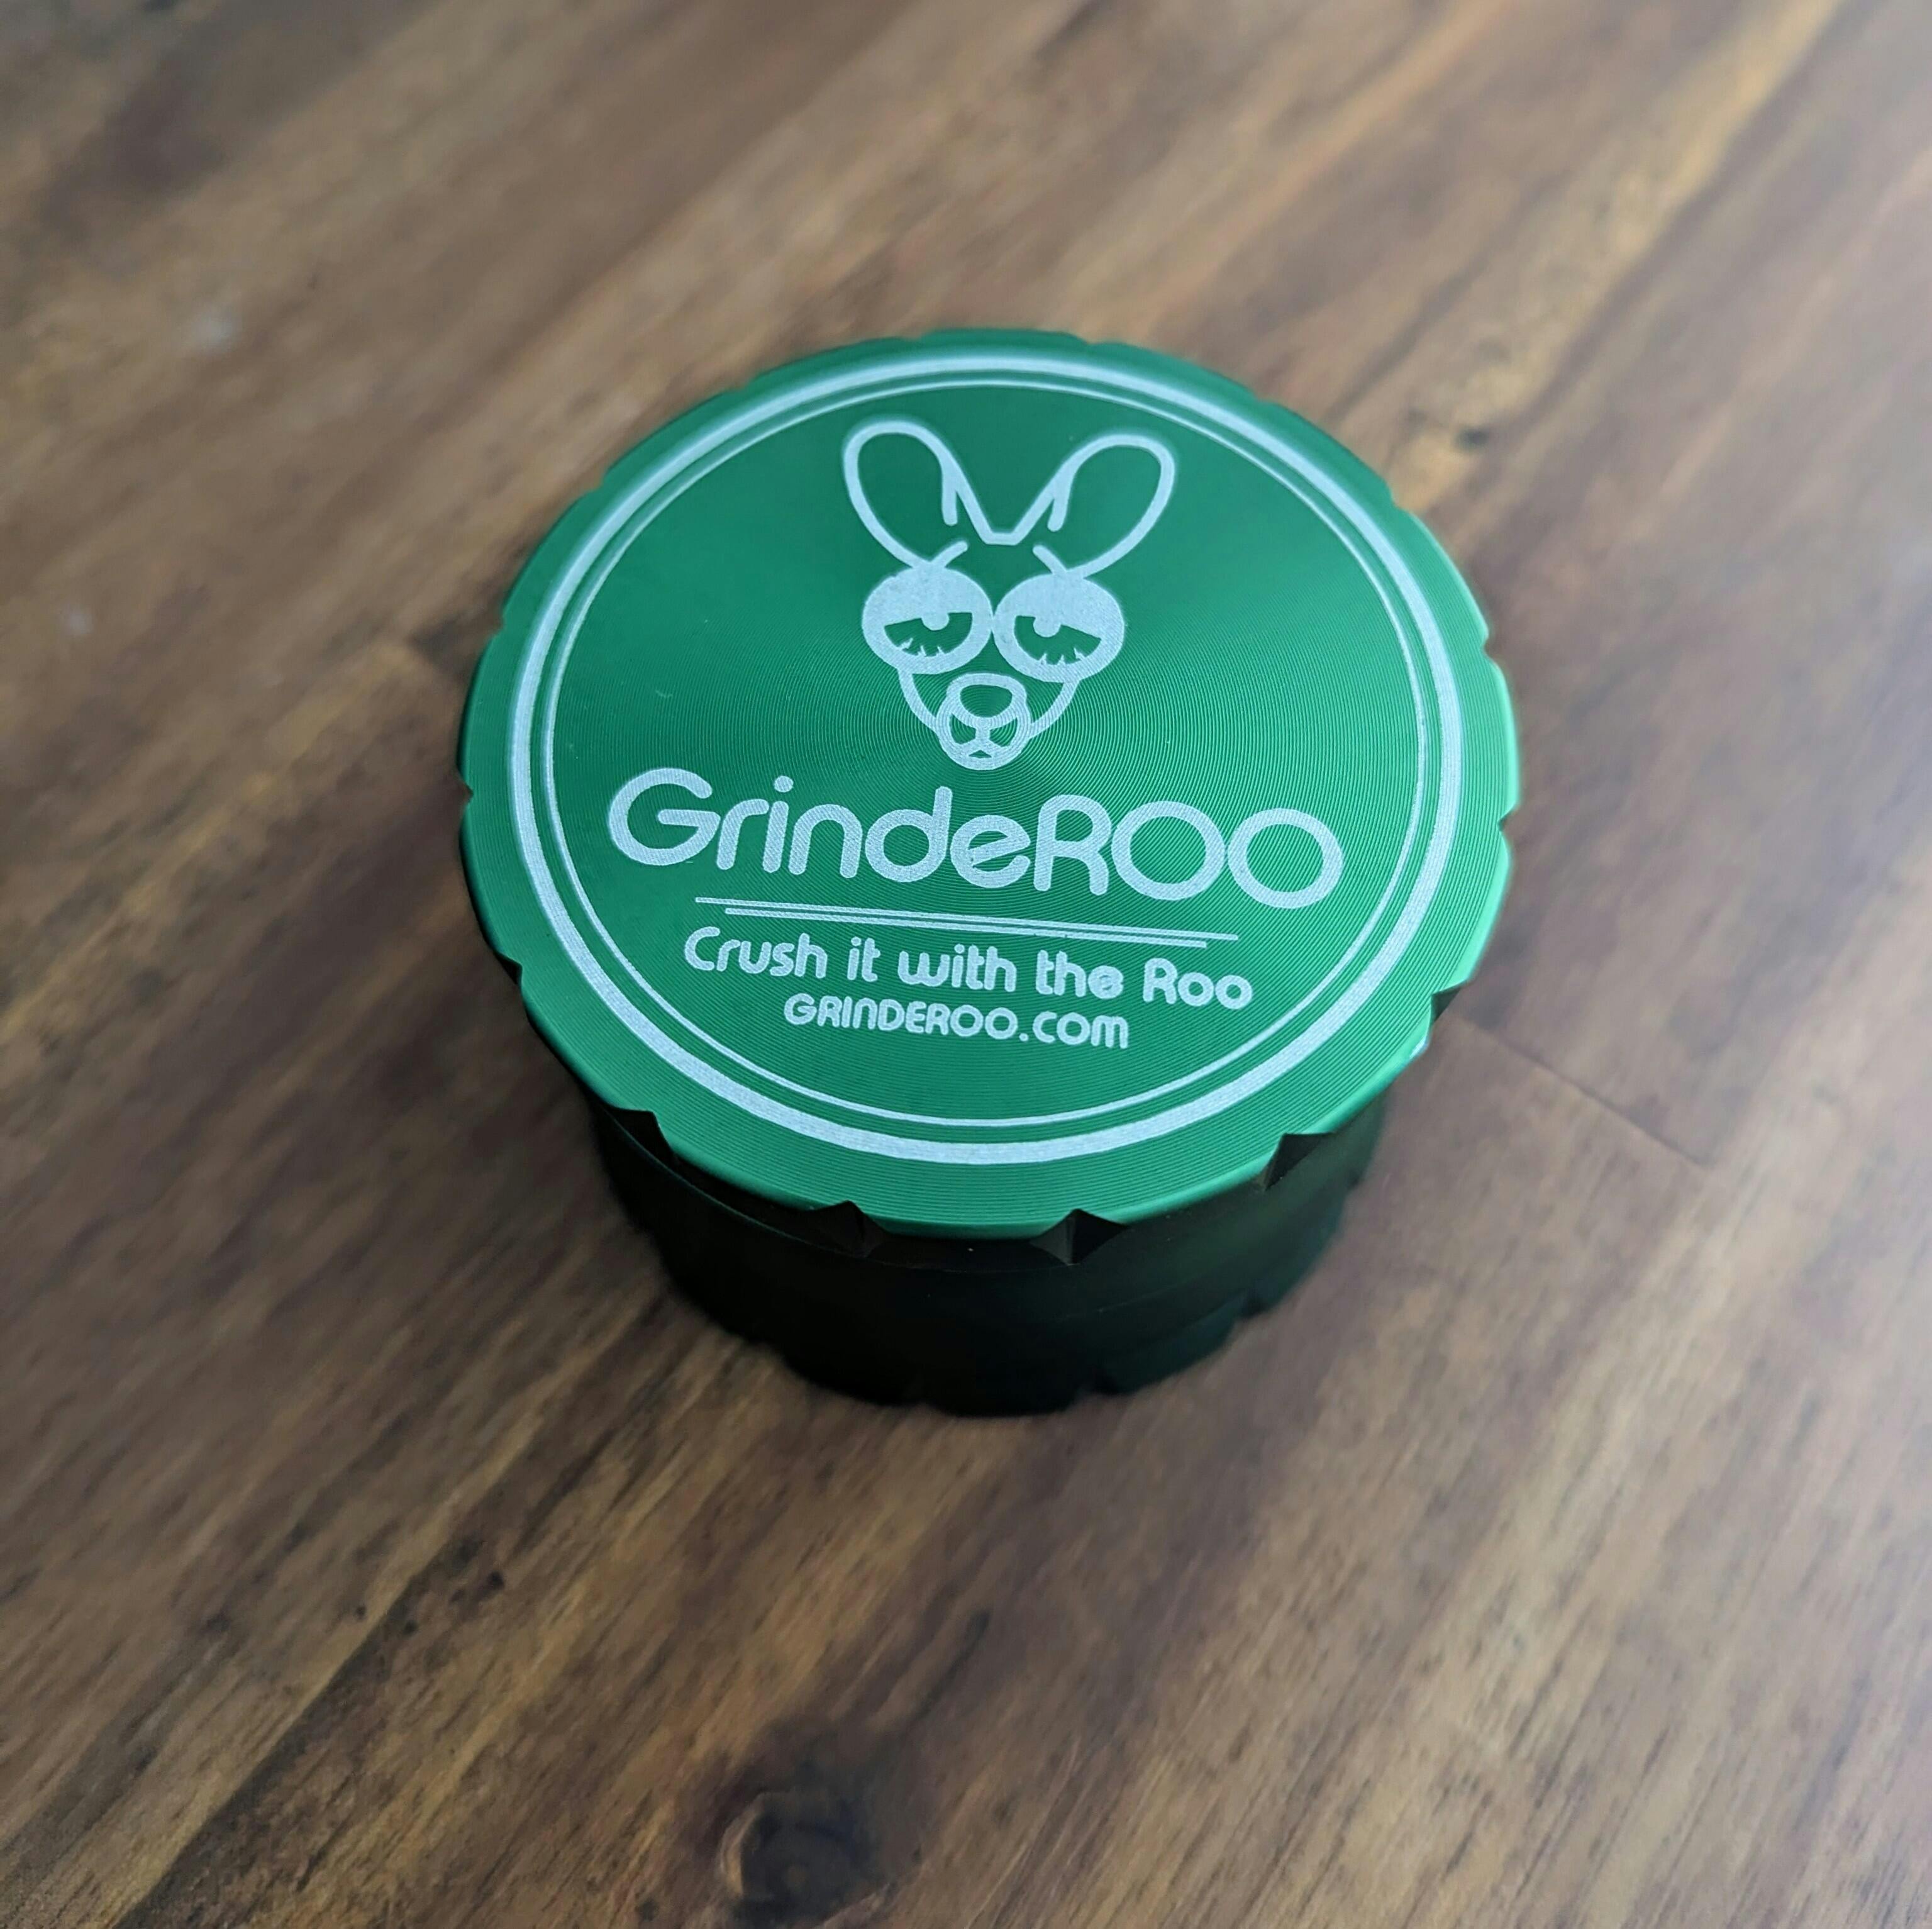 GrindeROO
Crush it with the Roo
GRINDEROO.COM